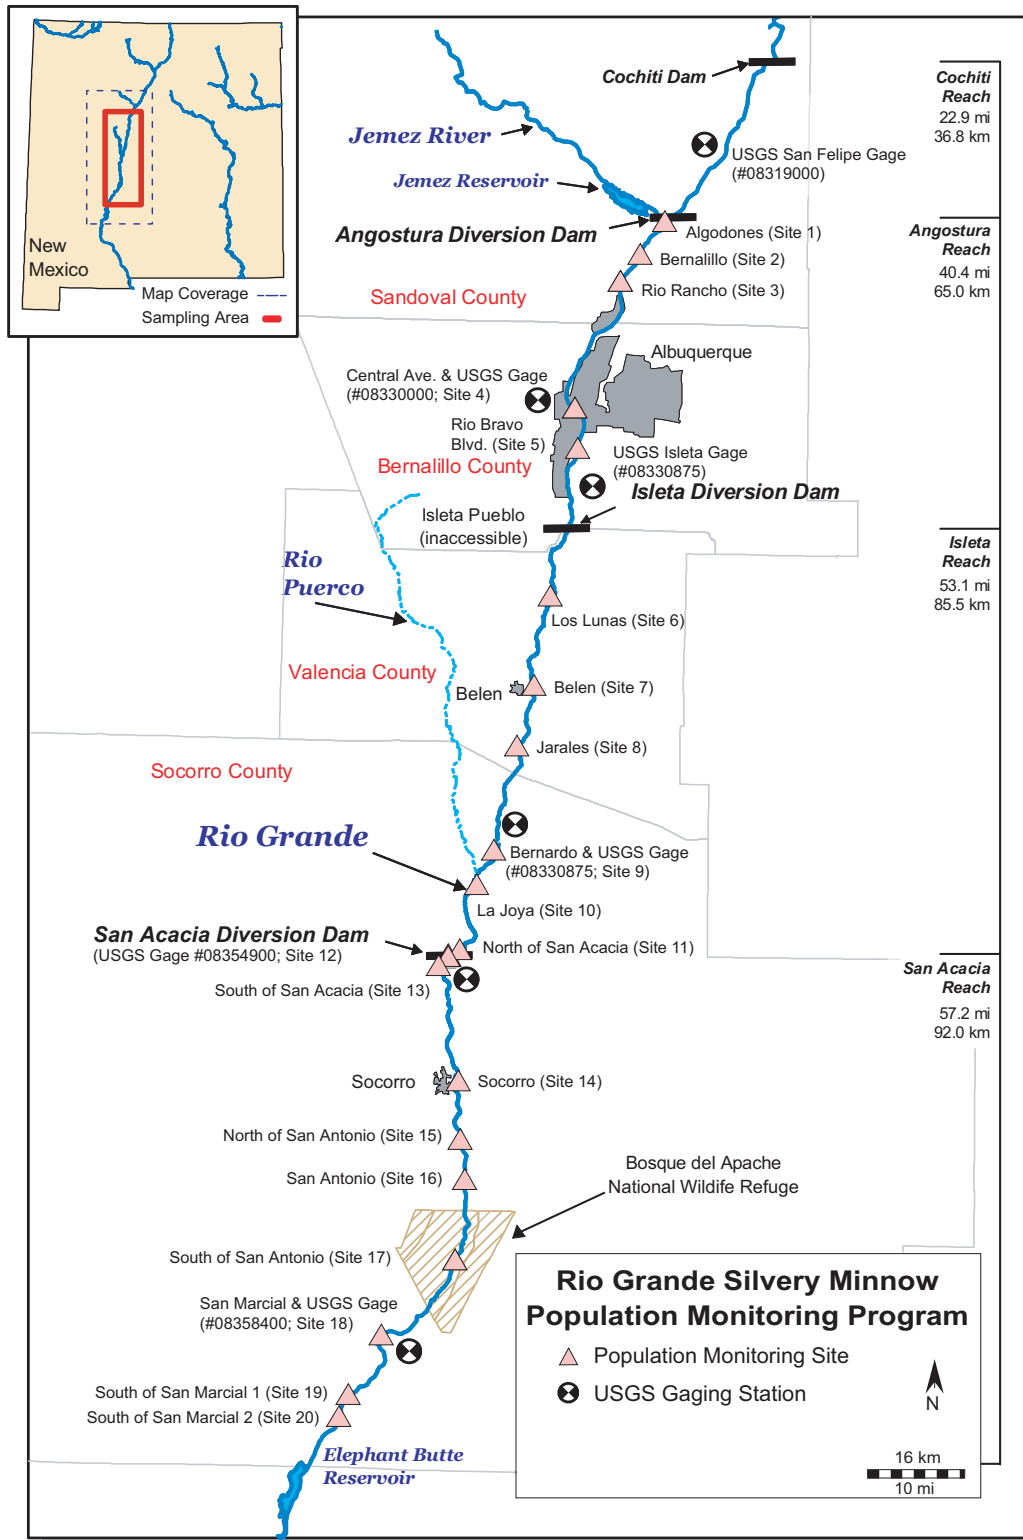 New
Mexico
Map Coverage
Sampling Area
Cochiti Dam
Cochiti
Reach
22.9 mi
36.8 km
Jemez River
USGS San Felipe Gage
(#08319000)
Jemez Reservoir
Angostura Diversion Dam
Algodones (Site 1)
Angostura
Reach
40.4 mi
65.0 km
Bernalillo (Site 2)
Rio Rancho (Site 3)
Sandoval County
Albuquerque
Central Ave. & USGS Gage
(#08330000; Site 4)
Rio Bravo
Blvd. (Site 5)
USGS Isleta Gage
(#08330875)
Bernalillo County
Isleta Diversion Dam
Isleta Pueblo
(inaccessible)
Isleta
Reach
53.1 mi
85.5 km
Rio
Puerco
Los Lunas (Site 6)
Valencia County
Belen
Belen (Site 7)
Jarales (Site 8)
Socorro County
Rio Grande
Bernardo & USGS Gage
(#08330875; Site 9)
La Joya (Site 10)
San Acacia Diversion Dam
(USGS Gage #08354900; Site 12)
North of San Acacia (Site 11)
San Acacia
Reach
57.2 mi
92.0 km
South of San Acacia (Site 13)
Socorro
Socorro (Site 14)
North of San Antonio (Site 15)
San Antonio (Site 16)
Bosque del Apache
National Wildife Refuge
South of San Antonio (Site 17)
San Marcial & USGS Gage
(#08358400; Site 18)
South of San Marcial 1 (Site 19)
South of San Marcial 2 (Site 20)
Elephant Butte
Reservoir
Rio Grande Silvery Minnow
Population Monitoring Program
Population Monitoring Site
USGS Gaging Station
N
16 km
10 mi